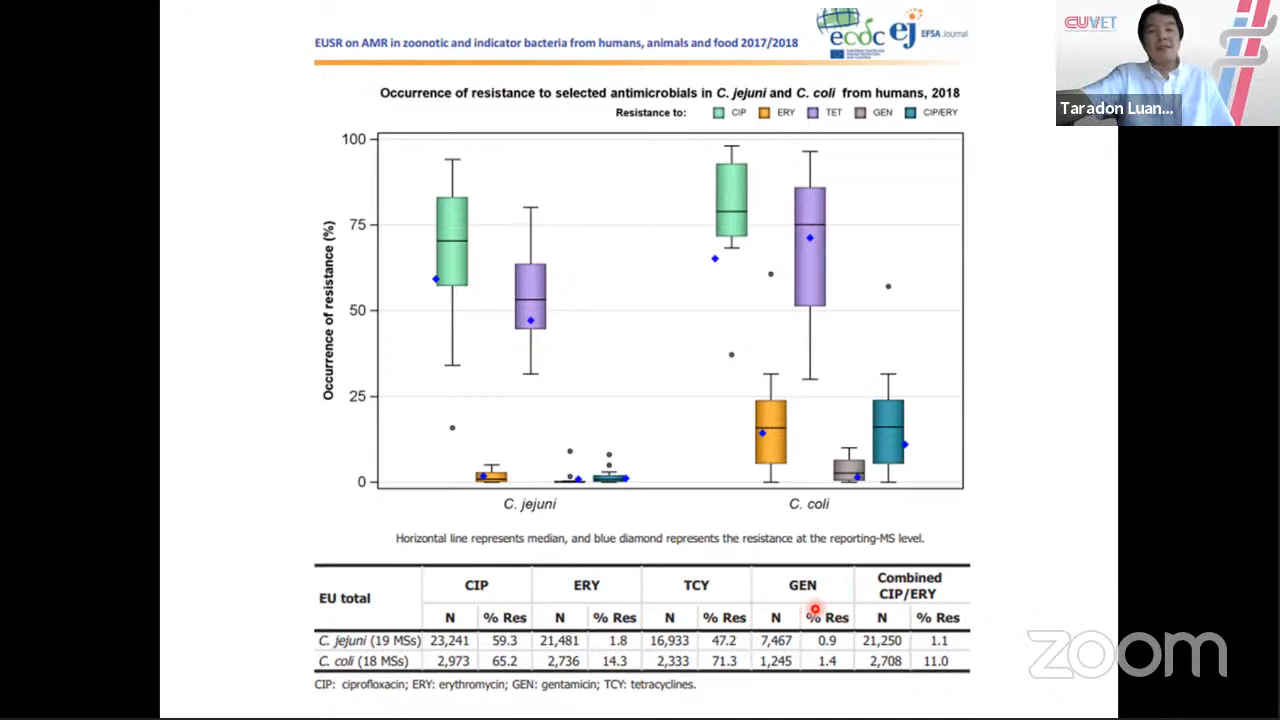 EUSR on AMR in zoonotic and indicator bacteria from humans, animals and food 2017/2018
ecdc
ej EFSA Journal
CUVET
Taradon Luan...
Occurrence of resistance to selected antimicrobials in C. jejuni and C. coli from humans, 2018
Resistance to: CIP ERY TET GEN CIP/ERY
Occurrence of resistance (%)
100
75
50
25
0
C. jejuni C. coli
Horizontal line represents median, and blue diamond represents the resistance at the reporting-MS level.
EU total CIP ERY TCY GEN Combined CIP/ERY
N % Res N % Res N % Res N % Res N % Res
C. jejuni (19 MSs) 23,241 59.3 21,481 1.8 16,933 47.2 7,467 0.9 21,250 1.1
C. coli (18 MSs) 2,973 65.2 2,736 14.3 2,333 71.3 1,245 1.4 2,708 11.0
CIP: ciprofloxacin; ERY: erythromycin; GEN: gentamicin; TCY: tetracyclines.
zoom